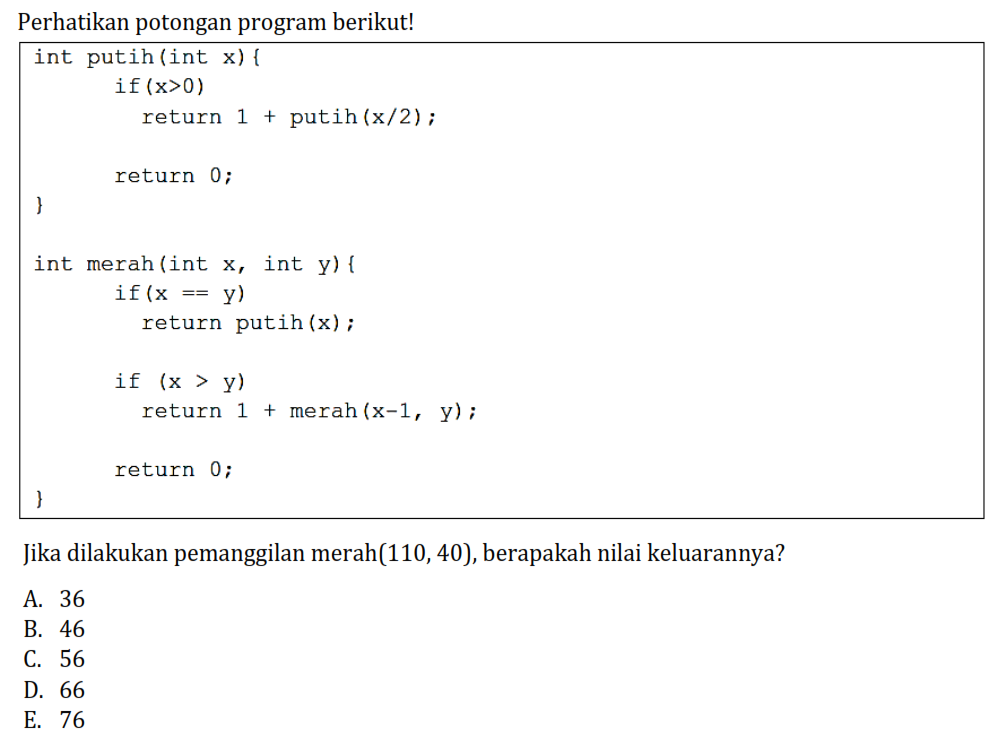 Perhatikan potongan program berikut!
int putih(int x){
if(x>0)
return 1 + putih(x/2);
return 0;
}
int merah(int x, int y){
if(x == y)
return putih(x);
if (x > y)
return 1 + merah(x-1, y);
return 0;
}
Jika dilakukan pemanggilan merah(110, 40), berapakah nilai keluarannya?
A. 36
B. 46
C. 56
D. 66
E. 76